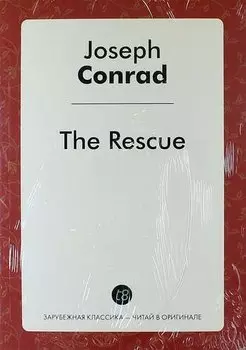 Joseph
Conrad
The Rescue
ЗАРУБЕЖНАЯ КЛАССИКА — ЧИТАЙ В ОРИГИНАЛЕ